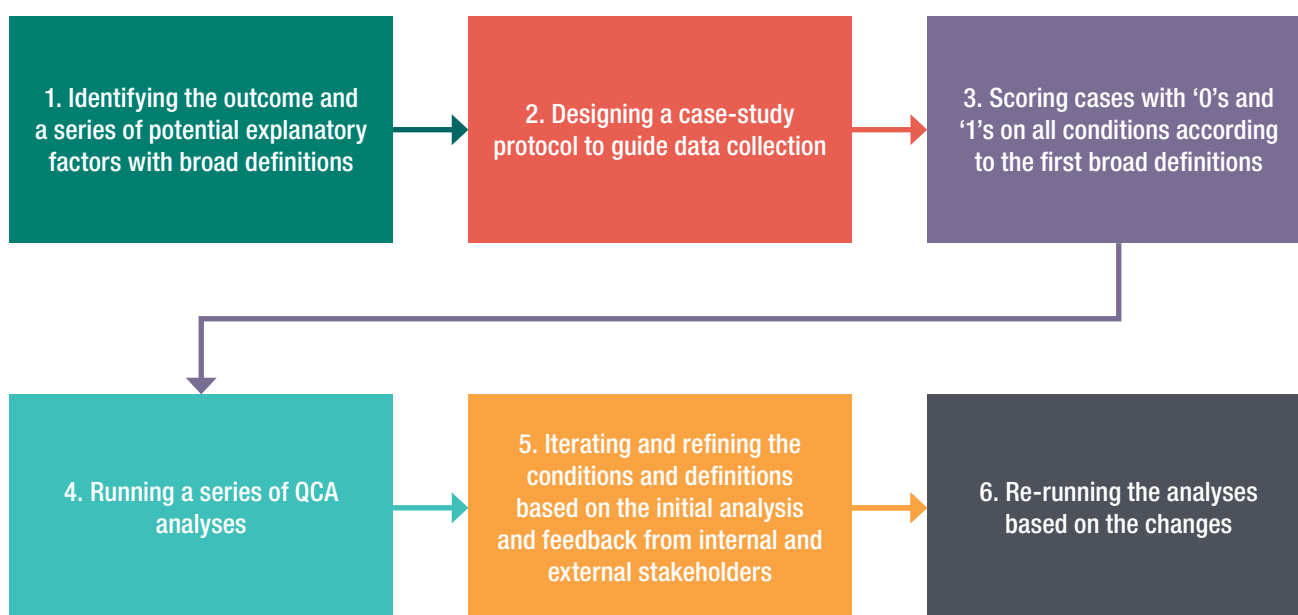 1. Identifying the outcome and
a series of potential explanatory
factors with broad definitions
2. Designing a case-study
protocol to guide data collection
3. Scoring cases with ‘0’s and
‘1’s on all conditions according
to the first broad definitions
4. Running a series of QCA
analyses
5. Iterating and refining the
conditions and definitions
based on the initial analysis
and feedback from internal and
external stakeholders
6. Re-running the analyses
based on the changes